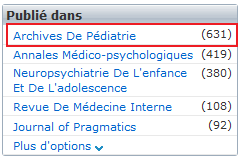 Publié dans
Archives De Pédiatrie (631)
Annales Médico-psychologiques (419)
Neuropsychiatrie De L'enfance (380)
Et De L'adolescence
Revue De Médecine Interne (108)
Journal of Pragmatics (92)
Plus d'options